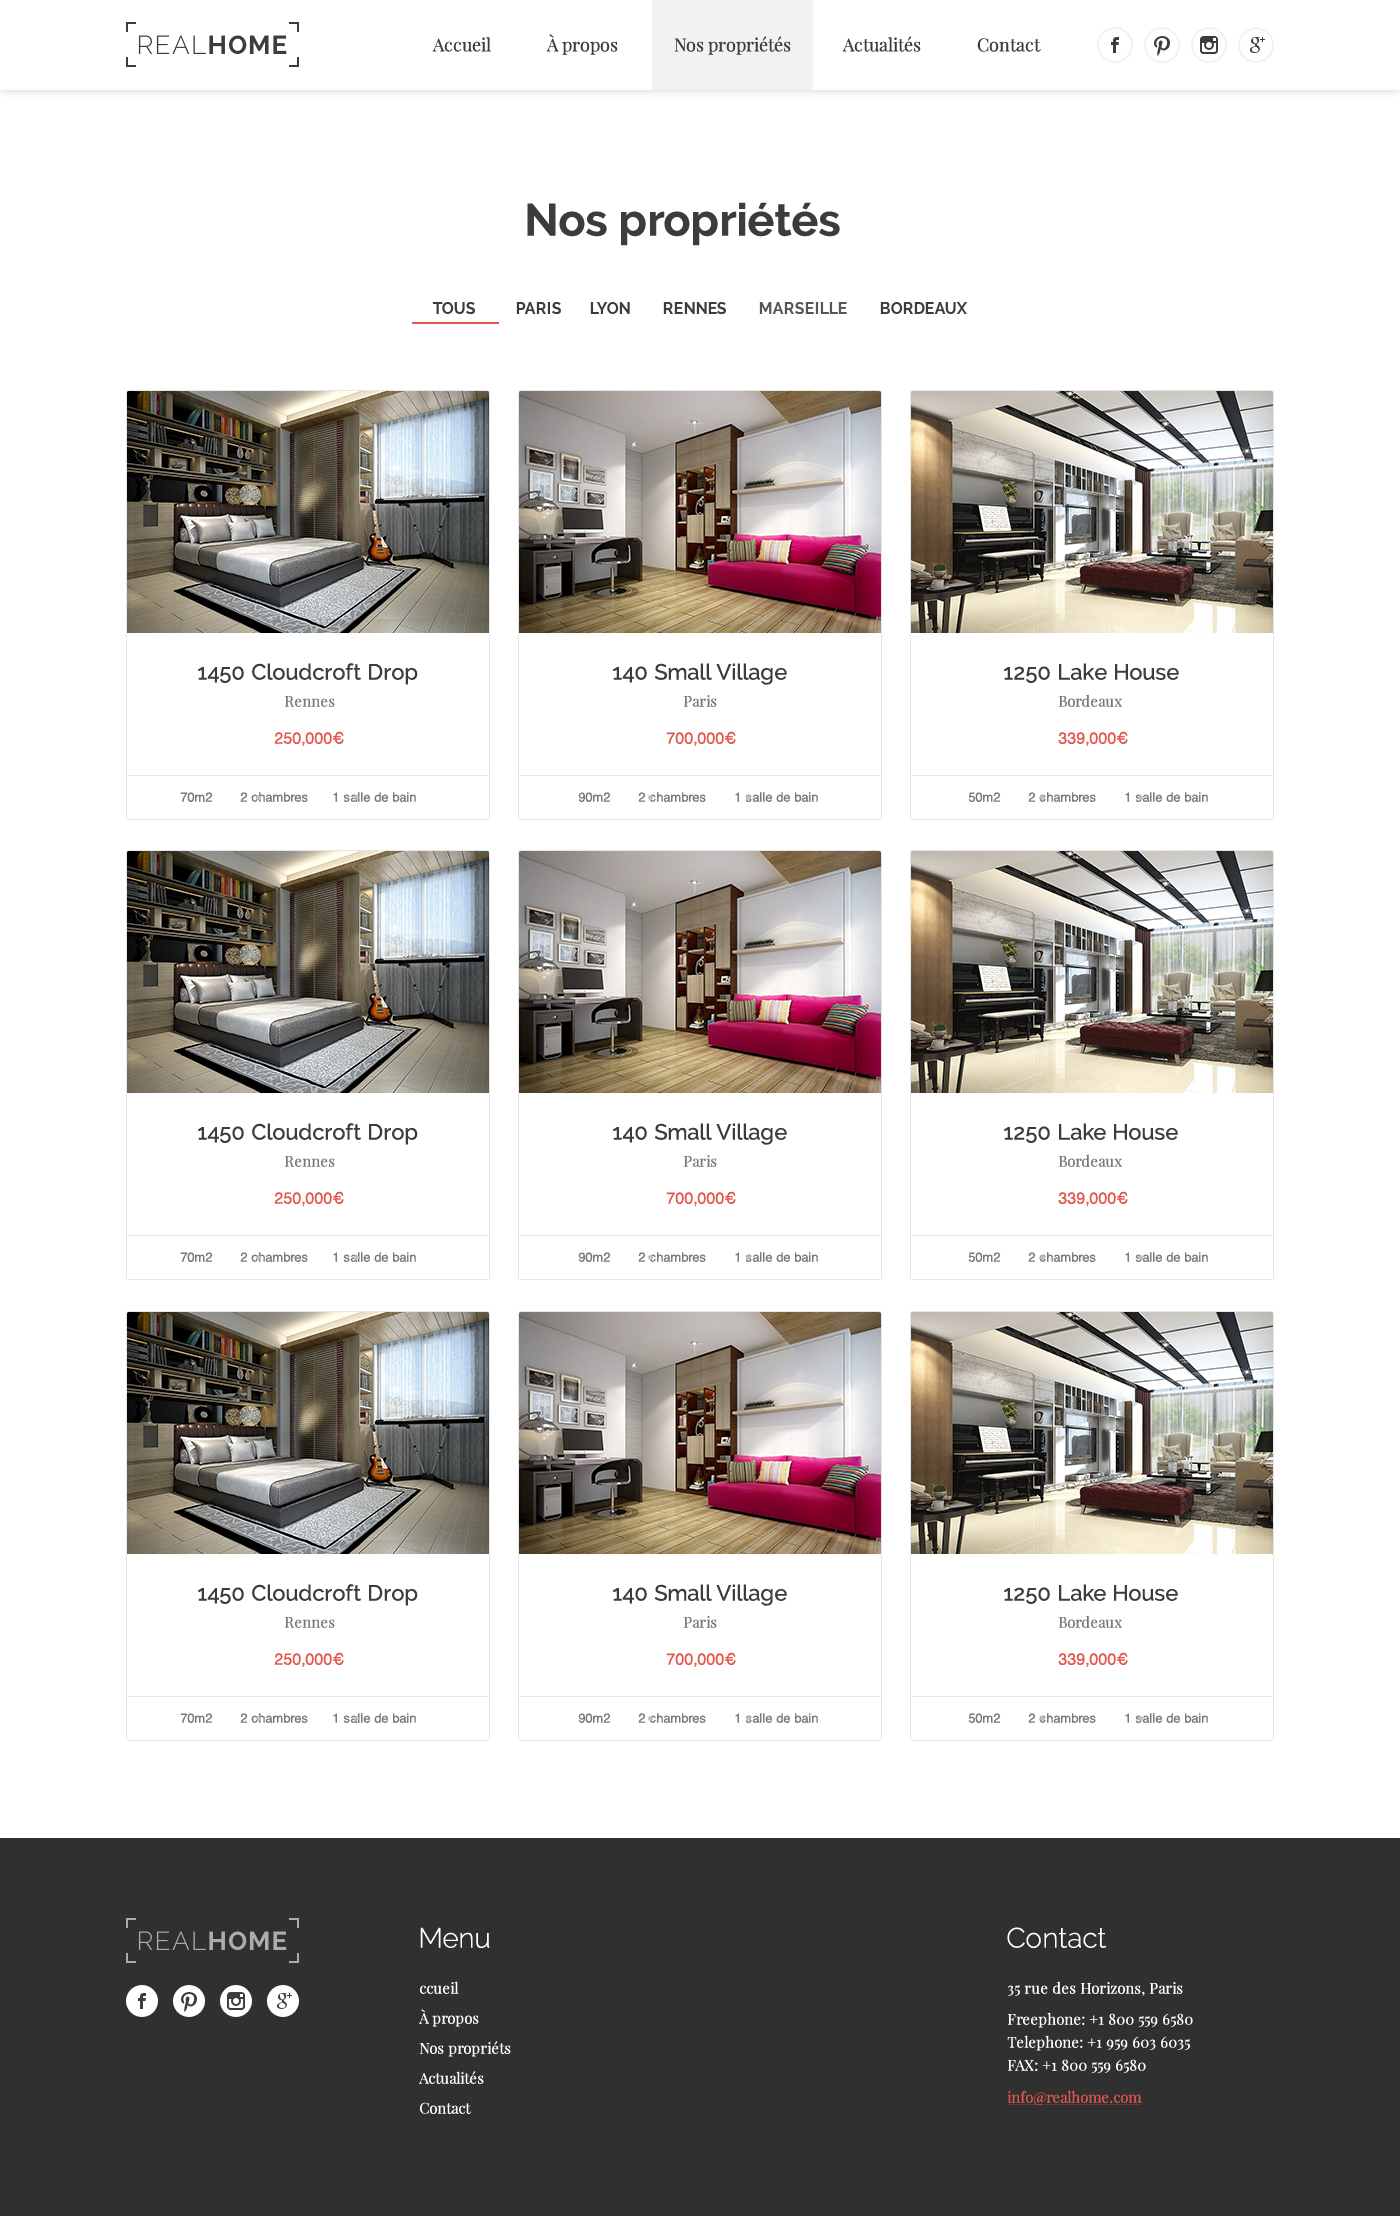 REALHOME
Accueil À propos Nos propriétés Actualités Contact
Nos propriétés
TOUS PARIS LYON RENNES MARSEILLE BORDEAUX
1450 Cloudcroft Drop 140 Small Village 1250 Lake House
Rennes Paris Bordeaux
250,000€ 700,000€ 339,000€
70m2 2 chambres 1 salle de bain 90m2 2 chambres 1 salle de bain 50m2 2 chambres 1 salle de bain
1450 Cloudcroft Drop 140 Small Village 1250 Lake House
Rennes Paris Bordeaux
250,000€ 700,000€ 339,000€
70m2 2 chambres 1 salle de bain 90m2 2 chambres 1 salle de bain 50m2 2 chambres 1 salle de bain
1450 Cloudcroft Drop 140 Small Village 1250 Lake House
Rennes Paris Bordeaux
250,000€ 700,000€ 339,000€
70m2 2 chambres 1 salle de bain 90m2 2 chambres 1 salle de bain 50m2 2 chambres 1 salle de bain
REALHOME
Menu
ccueil
À propos
Nos propriéts
Actualités
Contact
Contact
35 rue des Horizons, Paris
Freephone: +1 800 559 6580
Telephone: +1 959 603 6035
FAX: +1 800 559 6580
info@realhome.com